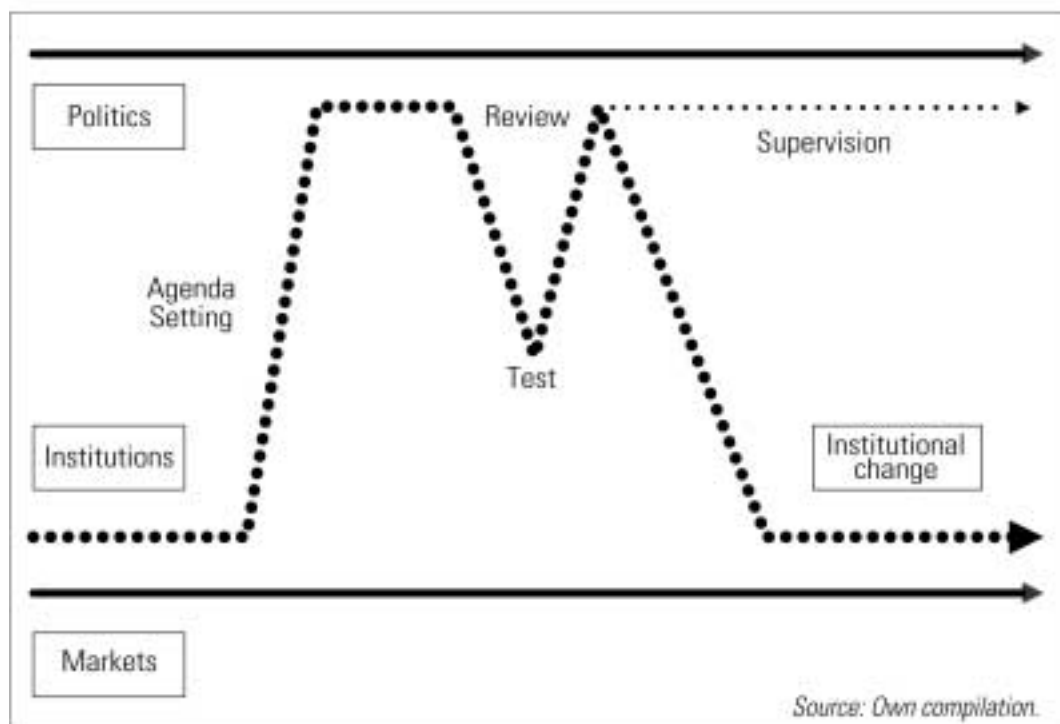 Politics
Review
Supervision
Agenda
Setting
Test
Institutions
Institutional
change
Markets
Source: Own compilation.